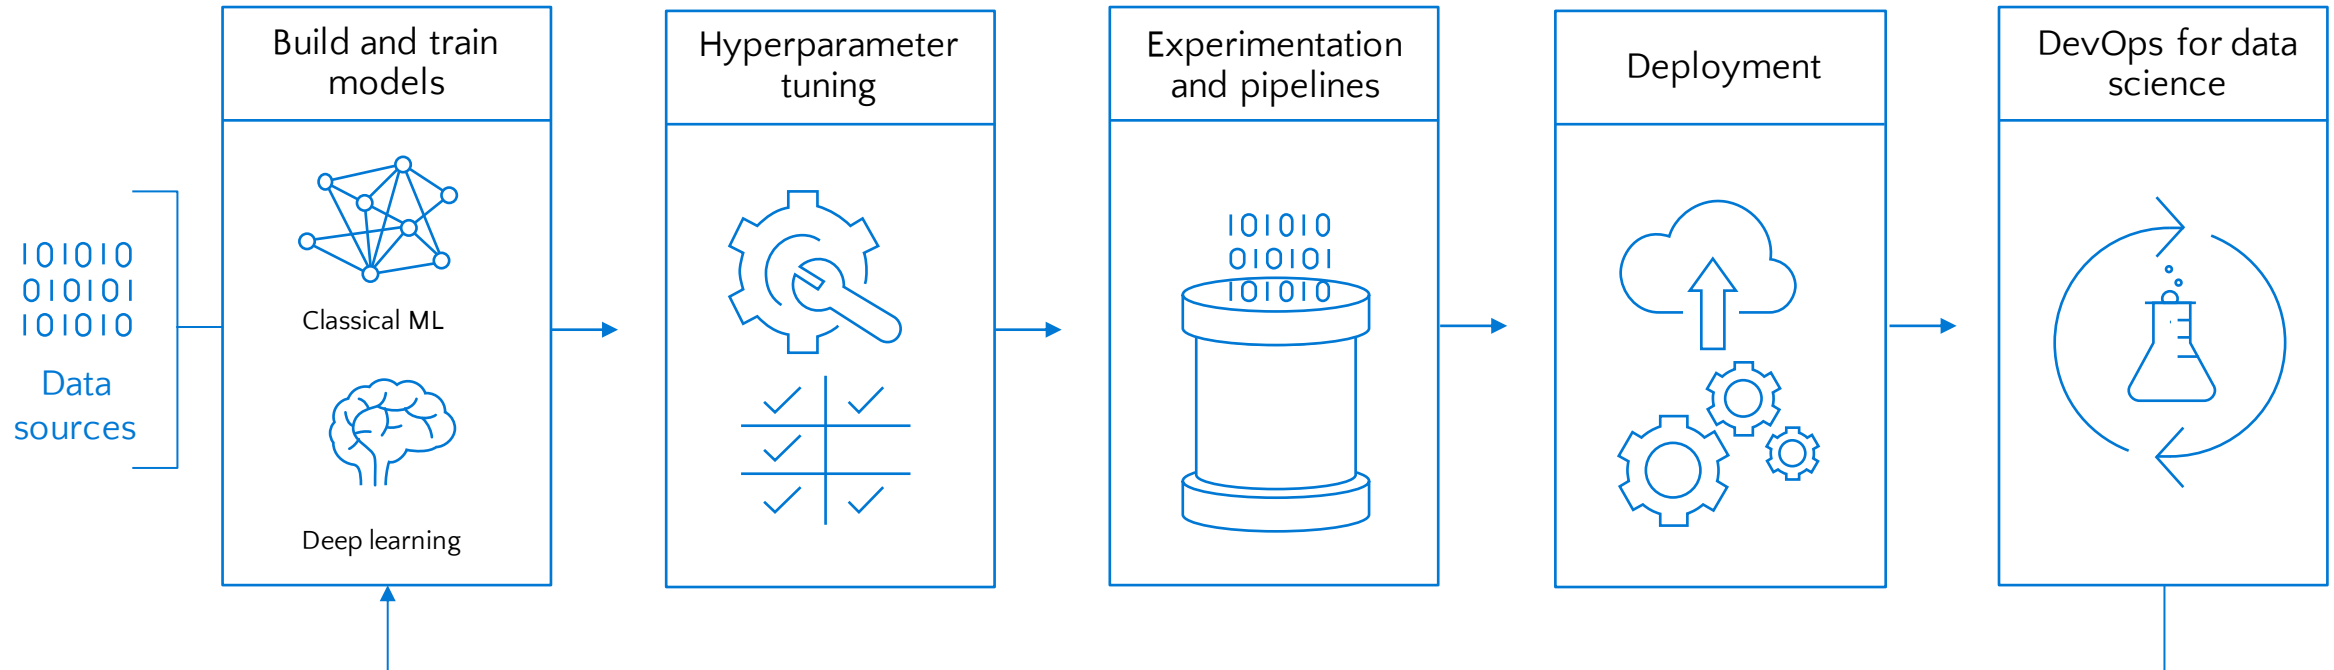 Build and train
models
Hyperparameter
tuning
Experimentation
and pipelines
Deployment
DevOps for data
science
101010
010101
101010
Data
sources
Classical ML
Deep learning
101010
010101
101010